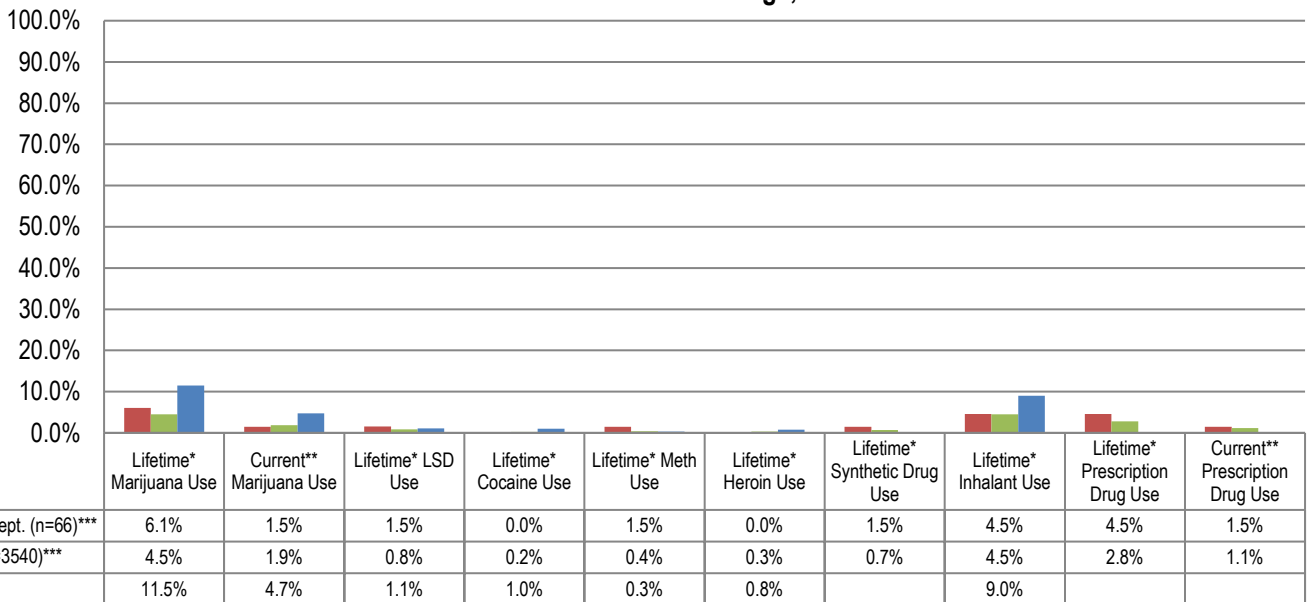 100.0%
90.0%
80.0%
70.0%
60.0%
50.0%
40.0%
30.0%
20.0%
10.0%
0.0%
Lifetime* Marijuana Use
Current** Marijuana Use
Lifetime* LSD Use
Lifetime* Cocaine Use
Lifetime* Meth Use
Lifetime* Heroin Use
Lifetime* Synthetic Drug Use
Lifetime* Inhalant Use
Lifetime* Prescription Drug Use
Current** Prescription Drug Use
ept. (n=66)*** 6.1% 1.5% 1.5% 0.0% 1.5% 0.0% 1.5% 4.5% 4.5% 1.5%
3540)*** 4.5% 1.9% 0.8% 0.2% 0.4% 0.3% 0.7% 4.5% 2.8% 1.1%
11.5% 4.7% 1.1% 1.0% 0.3% 0.8% 9.0%